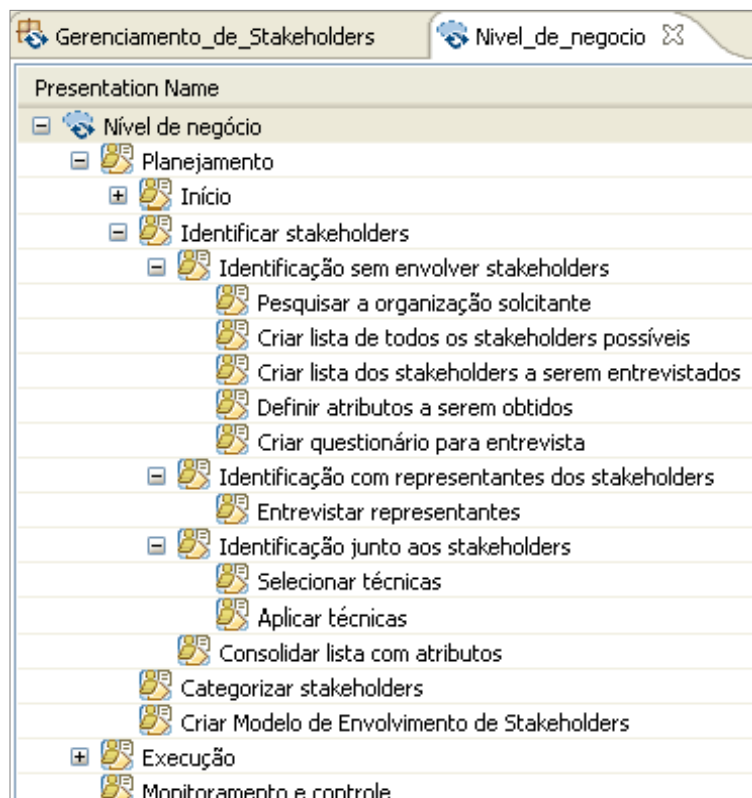 Gerenciamento_de_Stakeholders Nivel_de_negocio
Presentation Name
Nível de negócio
Planejamento
Início
Identificar stakeholders
Identificação sem envolver stakeholders
Pesquisar a organização solcitante
Criar lista de todos os stakeholders possíveis
Criar lista dos stakeholders a serem entrevistados
Definir atributos a serem obtidos
Criar questionário para entrevista
Identificação com representantes dos stakeholders
Entrevistar representantes
Identificação junto aos stakeholders
Selecionar técnicas
Aplicar técnicas
Consolidar lista com atributos
Categorizar stakeholders
Criar Modelo de Envolvimento de Stakeholders
Execução
Monitoramento e controle